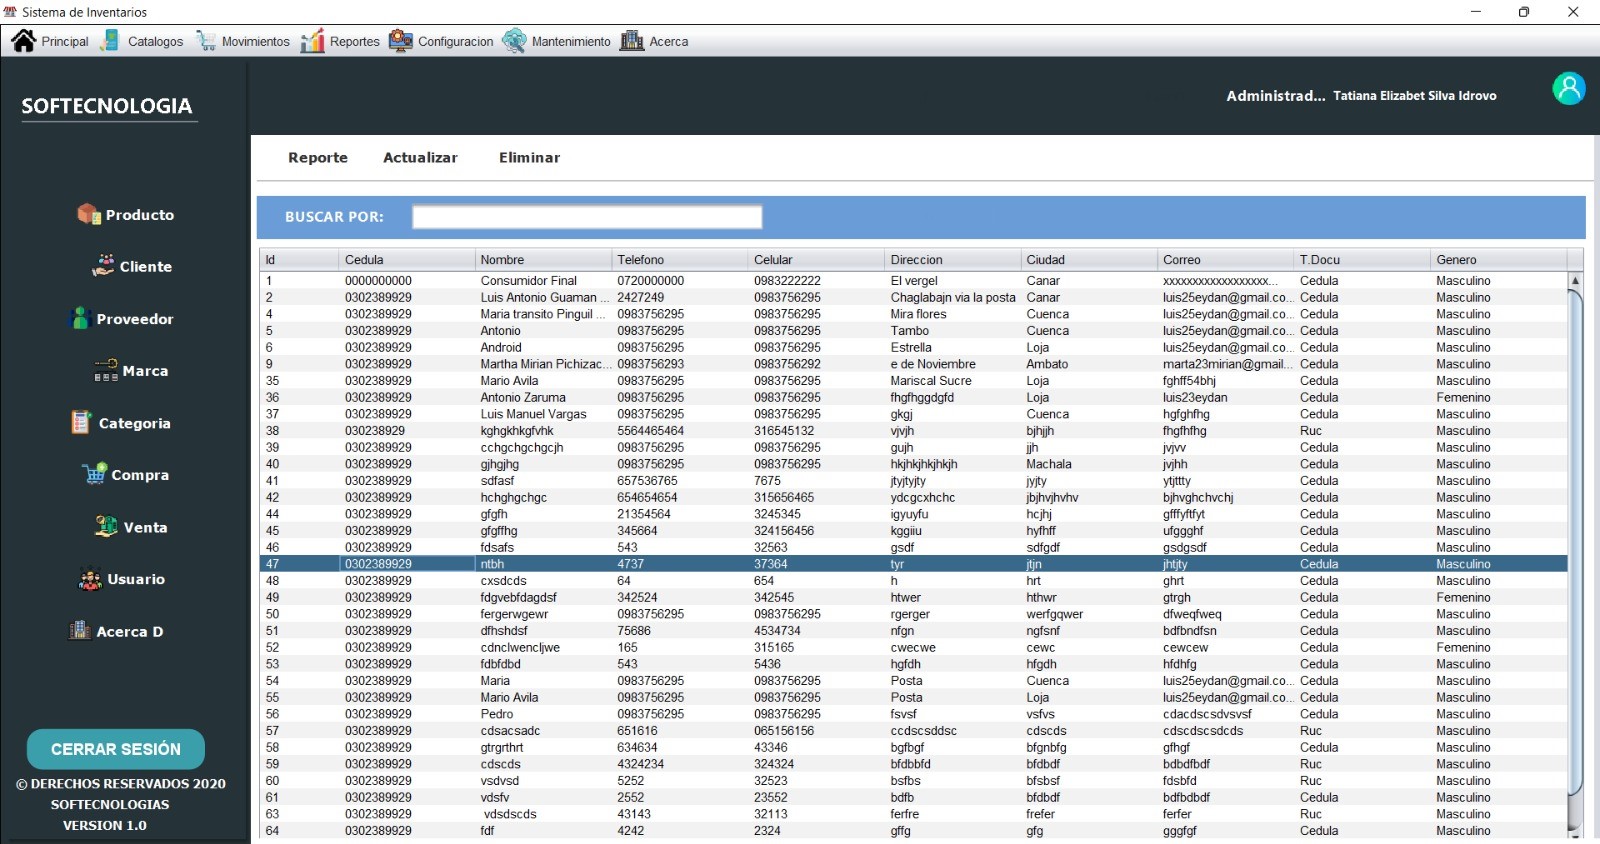 Sistema de Inventarios
Principal Catalogos Movimientos Reportes Configuracion Mantenimiento Acerca
SOFTECNOLOGIA
Administrad... Tatiana Elizabet Silva Idrovo
Producto
Cliente
Proveedor
Marca
Categoria
Compra
Venta
Usuario
Acerca D
CERRAR SESIÓN
© DERECHOS RESERVADOS 2020
SOFTECNOLOGIAS
VERSION 1.0
Reporte Actualizar Eliminar
BUSCAR POR:
Id Cedula Nombre Telefono Celular Direccion Ciudad Correo T.Docu Genero
1 0000000000 Consumidor Final 0720000000 0983222222 El vergel Canar xxxxxxxxxxxxxxxxxx... Cedula Masculino
2 0302389929 Luis Antonio Guaman ... 2427249 0983756295 Chaglabajn via la posta Canar luis25eydan@gmail.co... Cedula Masculino
4 0302389929 Maria transito Pinguil ... 0983756295 0983756295 Mira flores Cuenca luis25eydan@gmail.co... Cedula Masculino
5 0302389929 Antonio 0983756295 0983756295 Tambo Cuenca luis25eydan@gmail.co... Cedula Masculino
6 0302389929 Android 0983756295 0983756295 Estrella Loja luis25eydan@gmail.co... Cedula Masculino
9 0302389929 Martha Mirian Pichizac... 0983756293 0983756292 e de Noviembre Ambato marta23mirian@gmail... Cedula Masculino
35 0302389929 Mario Avila 0983756295 0983756295 Mariscal Sucre Loja fghff54bhj Cedula Masculino
36 0302389929 Antonio Zaruma 0983756295 0983756295 fhgfhggdgfd Loja luis23eydan Cedula Femenino
37 0302389929 Luis Manuel Vargas 0983756295 0983756295 gkgj Cuenca hgfghfhg Cedula Masculino
38 030238929 kghgkhkgfvhk 5564465464 316545132 vjvjh bjhjjh fhgfhfhg Ruc Masculino
39 0302389929 cchgchgchgcjh 0983756295 0983756295 gujh jjh jvjvv Cedula Masculino
40 0302389929 gjhgjhg 0983756295 0983756295 hkjhkjhkjhkjh Machala jvjhh Cedula Masculino
41 0302389929 sdfasf 657536765 7675 jtyjtyjty jyjty ytjttty Cedula Masculino
42 0302389929 hchghgchgc 654654654 315656465 ydcgcxhchc jbjhvjhvhv bjhvghchvchj Cedula Masculino
44 0302389929 gfgfh 21354564 3245345 igyuyfu hcjhj gfffyftfyt Cedula Masculino
45 0302389929 gfgffhg 345664 324156456 kggiiu hyfhff ufggghf Cedula Masculino
46 0302389929 fdsafs 543 32563 gsdf sdfgdf gsdgsdf Cedula Masculino
47 0302389929 ntbh 4737 37364 tyr jtjn jhtjty Cedula Masculino
48 0302389929 cxsdcds 64 654 h hrt ghrt Cedula Masculino
49 0302389929 fdgvebfdagdsf 342524 342545 htwer hthwr gtrgh Cedula Femenino
50 0302389929 fergerwgewr 0983756295 0983756295 rgerger werfgqwer dfweqfweq Cedula Masculino
51 0302389929 dfhshdsf 75686 4534734 nfgn ngfsnf bdfbndfsn Cedula Masculino
52 0302389929 cdnclwencljwe 165 315165 cwecwe cewc cewcew Cedula Femenino
53 0302389929 fdbfdbd 543 5436 hgfdh hfgdh hfdhfg Cedula Masculino
54 0302389929 Maria 0983756295 0983756295 Posta Cuenca luis25eydan@gmail.co... Cedula Masculino
55 0302389929 Mario Avila 0983756295 0983756295 Posta Loja luis25eydan@gmail.co... Cedula Masculino
56 0302389929 Pedro 0983756295 0983756295 fsvsf vsfvs cdacdscsdvsvsf Cedula Masculino
57 0302389929 cdsacsadc 651616 065156156 ccdscsddsc cdscds cdscdscsdcds Ruc Masculino
58 0302389929 gtrgrthrt 634634 43346 bgfbgf bfgnbfg gfhgf Cedula Masculino
59 0302389929 cdscds 4324234 324324 bfdbbfd bfdbdf bdbdfbdf Ruc Masculino
60 0302389929 vsdvsd 5252 32523 bsfbs bfsbsf fdsbfd Ruc Masculino
61 0302389929 vdsfv 2552 23552 bdfb bfdbdf bdfbdbdf Cedula Masculino
63 0302389929 vdsdscds 43143 32113 ferfre frefer ferfer Ruc Masculino
64 0302389929 fdf 4242 2324 gffg gfg gggfgf Cedula Masculino